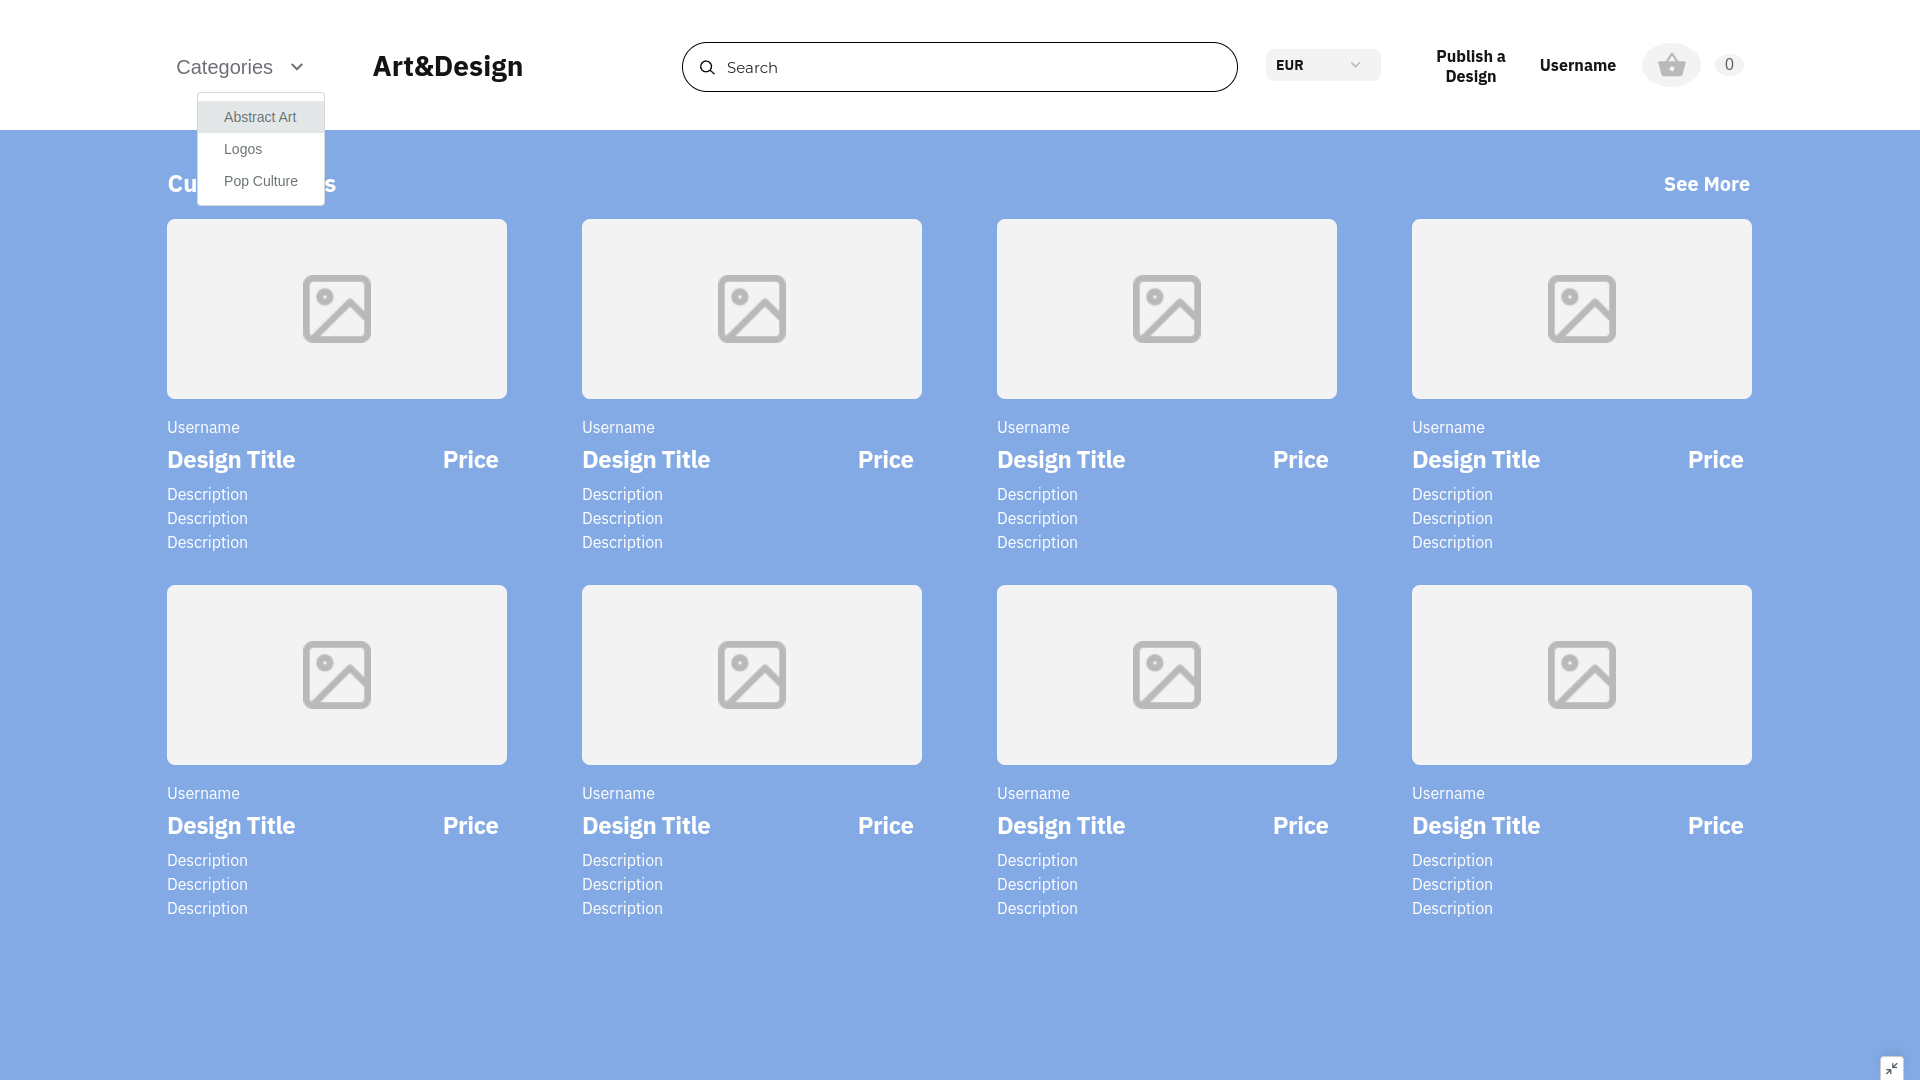 Categories
Art&Design
Search
EUR
Publish a
Design
Username
0
Abstract Art
Logos
Pop Culture
See More
Username
Design Title Price
Description
Description
Description
Username
Design Title Price
Description
Description
Description
Username
Design Title Price
Description
Description
Description
Username
Design Title Price
Description
Description
Description
Username
Design Title Price
Description
Description
Description
Username
Design Title Price
Description
Description
Description
Username
Design Title Price
Description
Description
Description
Username
Design Title Price
Description
Description
Description